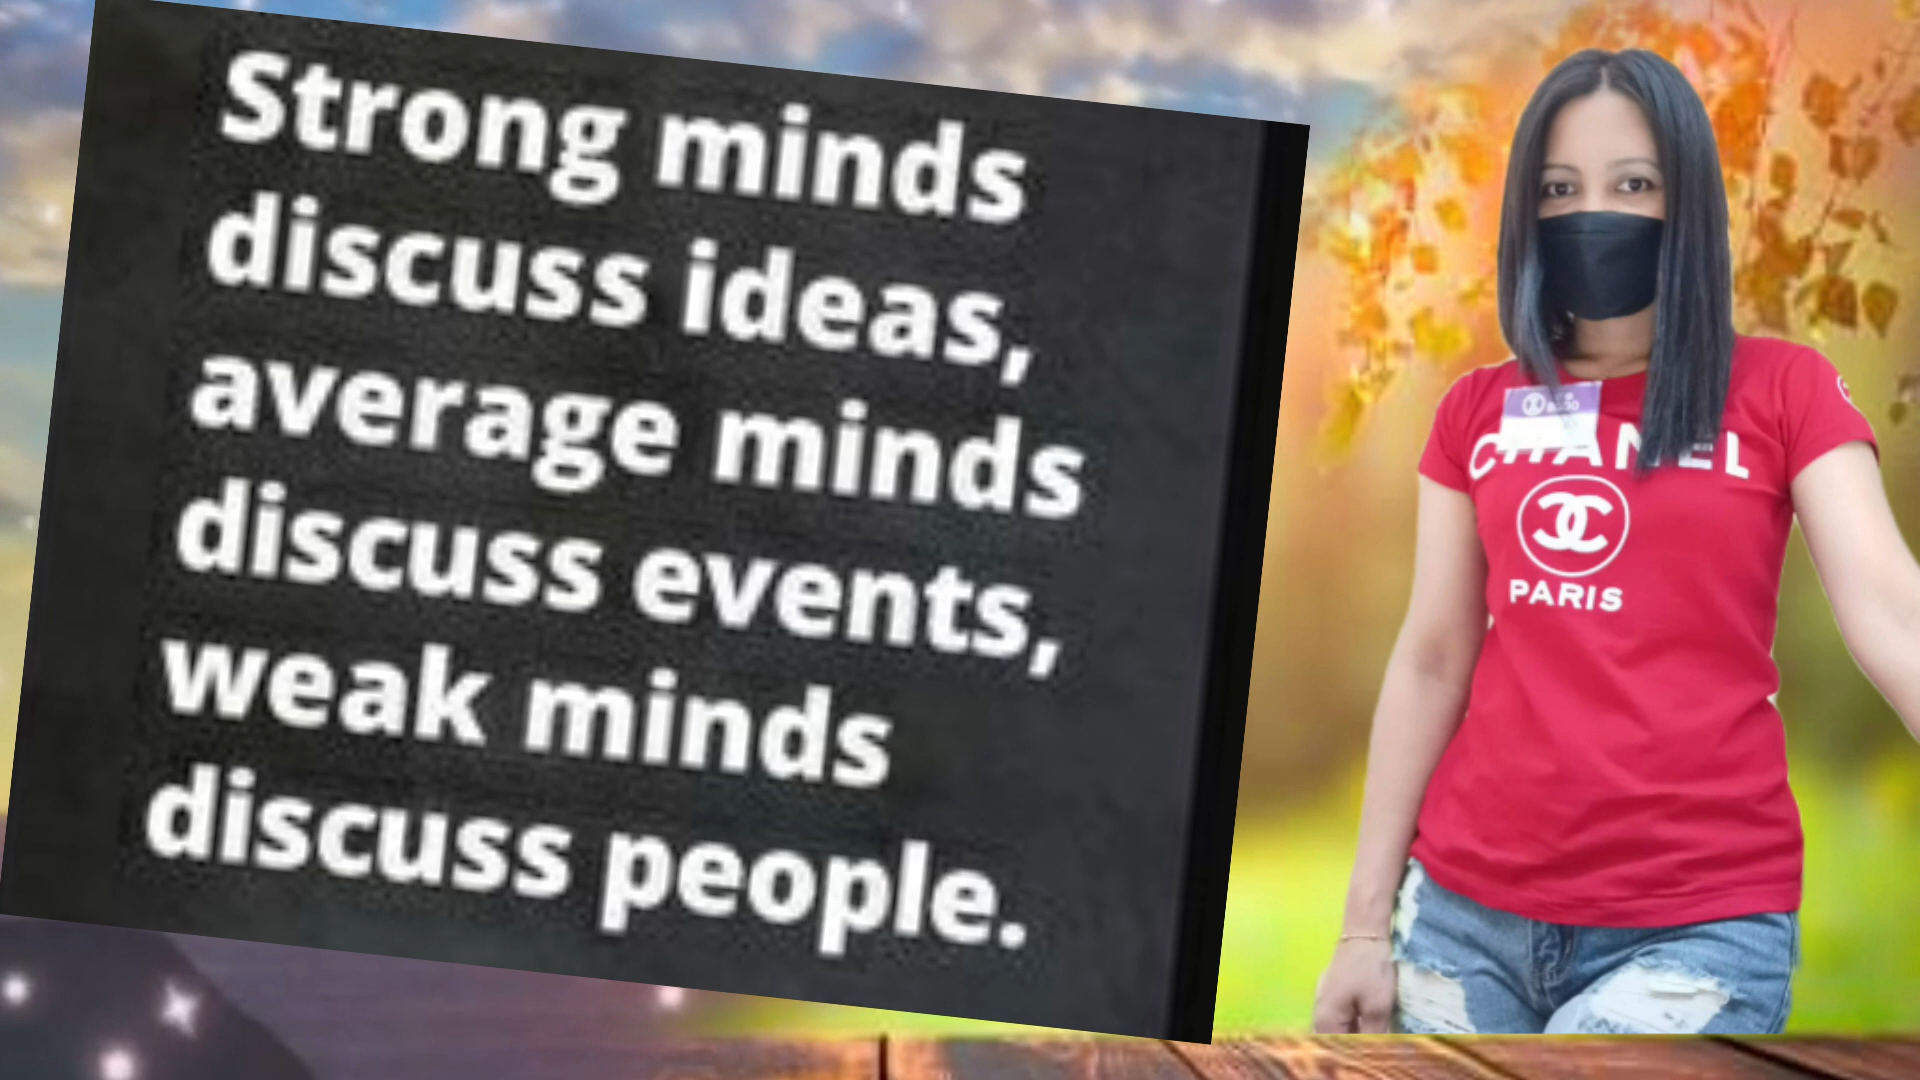 Strong minds
discuss ideas,
average minds
discuss events,
weak minds
discuss people.
CHANEL
PARIS